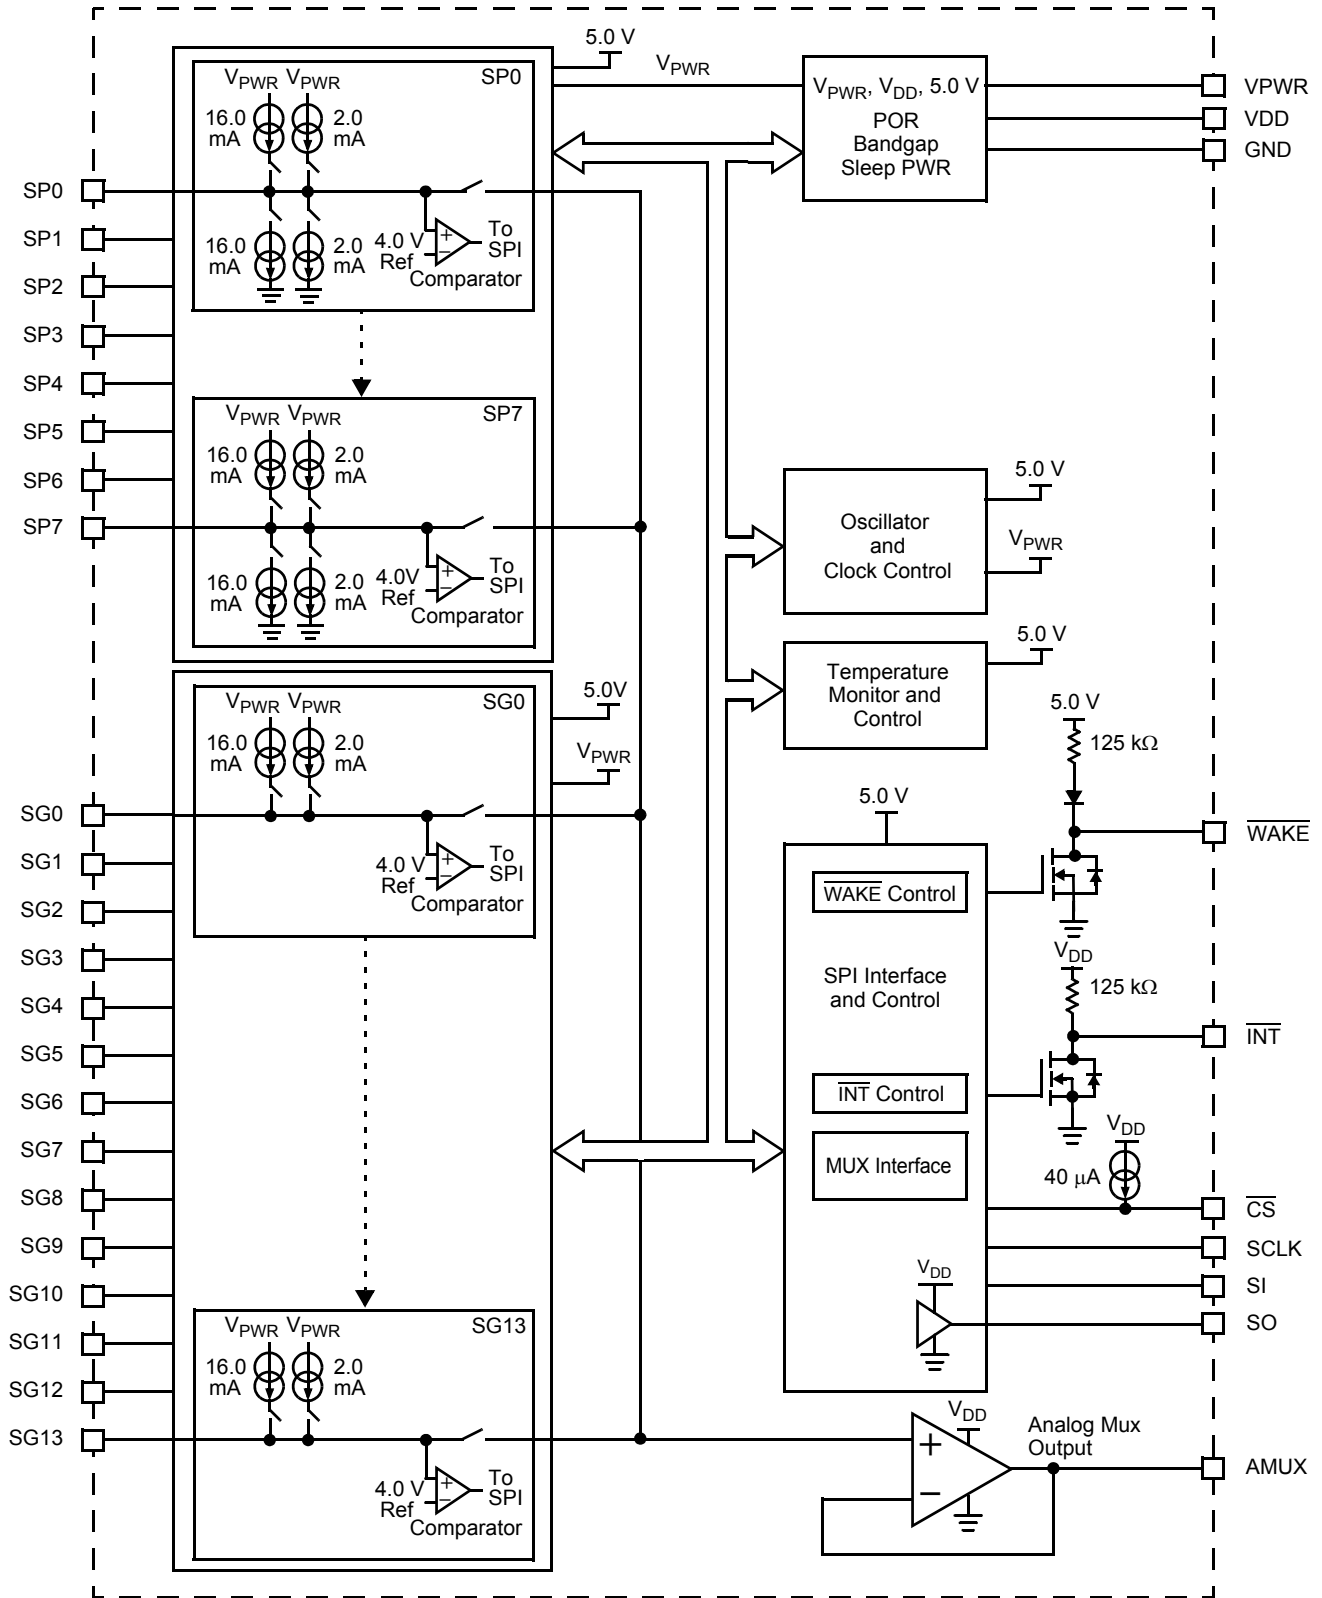 5.0 V
VPWR
VPWR VPWR SP0
16.0 mA
2.0 mA
16.0 mA
2.0 mA
4.0 V Ref
+
−
To SPI
Comparator
VPWR VPWR SP7
16.0 mA
2.0 mA
16.0 mA
2.0 mA
4.0V Ref
+
−
To SPI
Comparator
SP0
SP1
SP2
SP3
SP4
SP5
SP6
SP7
VPWR, VDD, 5.0 V
POR
Bandgap
Sleep PWR
VPWR
VDD
GND
5.0 V
VPWR
Oscillator
and
Clock Control
5.0 V
Temperature
Monitor and
Control
5.0V
VPWR
VPWR VPWR SG0
16.0 mA
2.0 mA
4.0 V Ref
+
−
To SPI
Comparator
VPWR VPWR SG13
16.0 mA
2.0 mA
4.0 V Ref
+
−
To SPI
Comparator
SG0
SG1
SG2
SG3
SG4
SG5
SG6
SG7
SG8
SG9
SG10
SG11
SG12
SG13
5.0 V
WAKE Control
SPI Interface
and Control
INT Control
MUX Interface
VDD
5.0 V
125 kΩ
WAKE
VDD
125 kΩ
INT
VDD
40 μA
CS
SCLK
SI
SO
VDD
+
−
Analog Mux
Output
AMUX